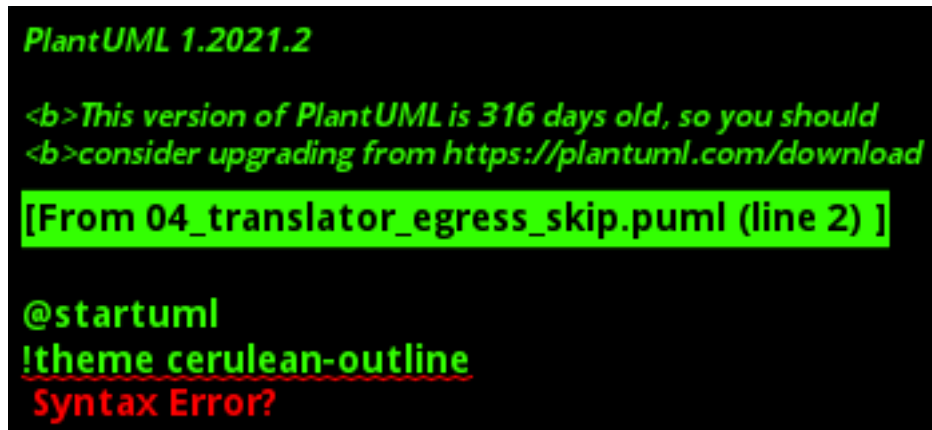 PlantUML 1.2021.2
<b>This version of PlantUML is 316 days old, so you should
<b>consider upgrading from https://plantuml.com/download
[From 04_translator_egress_skip.puml (line 2) ]
@startuml
!theme cerulean-outline
Syntax Error?